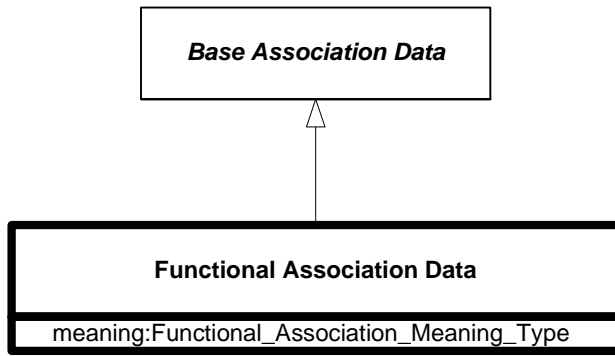 Base Association Data
Functional Association Data
meaning:Functional_Association_Meaning_Type